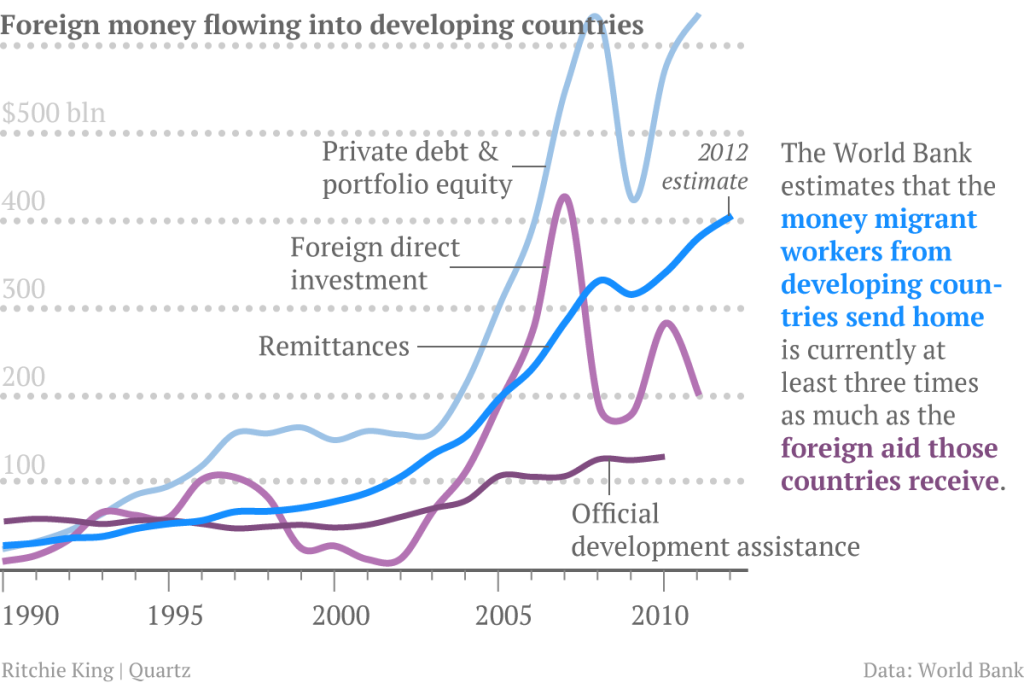 Foreign money flowing into developing countries
$500 bln
400
300
200
100
Private debt &
portfolio equity
2012
estimate
Foreign direct
investment
Remittances
Official
development assistance
1990
1995
2000
2005
2010
The World Bank
estimates that the
money migrant
workers from
developing coun-
tries send home
is currently at
least three times
as much as the
foreign aid those
countries receive.
Ritchie King | Quartz
Data: World Bank